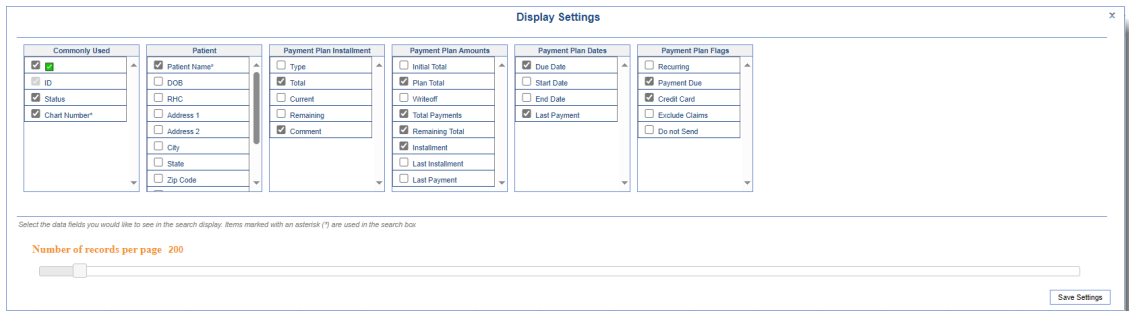 Display Settings
x
Commonly Used
ID
Status
Chart Number*
Patient
Patient Name*
DOB
RHC
Address 1
Address 2
City
State
Zip Code
Payment Plan Installment
Type
Total
Current
Remaining
Comment
Payment Plan Amounts
Initial Total
Plan Total
Writeoff
Total Payments
Remaining Total
Installment
Last Installment
Last Payment
Payment Plan Dates
Due Date
Start Date
End Date
Last Payment
Payment Plan Flags
Recurring
Payment Due
Credit Card
Exclude Claims
Do not Send
Select the data fields you would like to see in the search display. Items marked with an asterisk (*) are used in the search box
Number of records per page 200
Save Settings